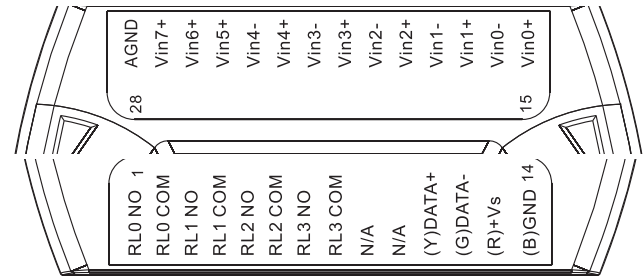 AGND
Vin7+
Vin6+
Vin5+
Vin4-
Vin4+
Vin3-
Vin3+
Vin2-
Vin2+
Vin1-
Vin1+
Vin0-
Vin0+
28
15
RL0 NO 1
RL0 COM
RL1 NO
RL1 COM
RL2 NO
RL2 COM
RL3 NO
RL3 COM
N/A
N/A
(Y)DATA+
(G)DATA-
(R)+Vs
(B)GND 14